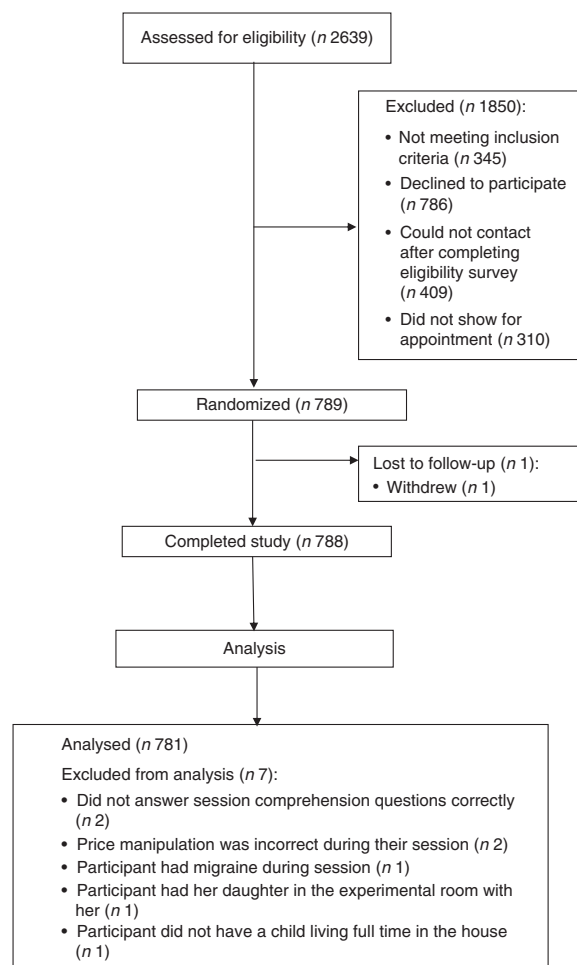 Assessed for eligibility (n 2639)
Excluded (n 1850):
• Not meeting inclusion
criteria (n 345)
• Declined to participate
(n 786)
• Could not contact
after completing
eligibility survey
(n 409)
• Did not show for
appointment (n 310)
Randomized (n 789)
Lost to follow-up (n 1):
• Withdrew (n 1)
Completed study (n 788)
Analysis
Analysed (n 781)
Excluded from analysis (n 7):
• Did not answer session comprehension questions correctly
(n 2)
• Price manipulation was incorrect during their session (n 2)
• Participant had migraine during session (n 1)
• Participant had her daughter in the experimental room with
her (n 1)
• Participant did not have a child living full time in the house
(n 1)